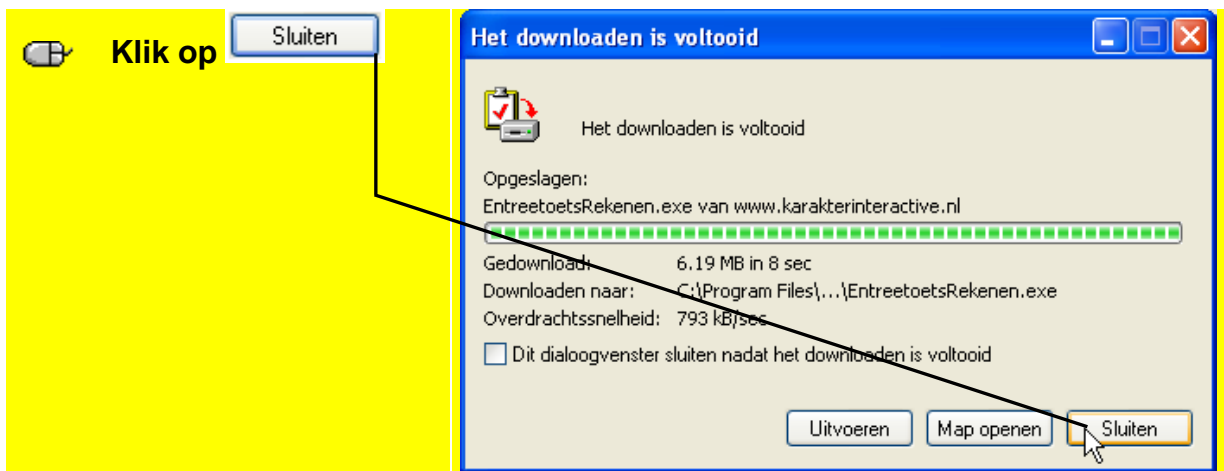 Klik op Sluiten
Het downloaden is voltooid
Het downloaden is voltooid
Opgeslagen:
EntreetoetsRekenen.exe van www.karakterinteractive.nl
Gedownload: 6.19 MB in 8 sec
Downloaden naar: C:\Program Files\...\EntreetoetsRekenen.exe
Overdrachtssnelheid: 793 kB/sec
Dit dialoogvenster sluiten nadat het downloaden is voltooid
Uitvoeren Map openen Sluiten